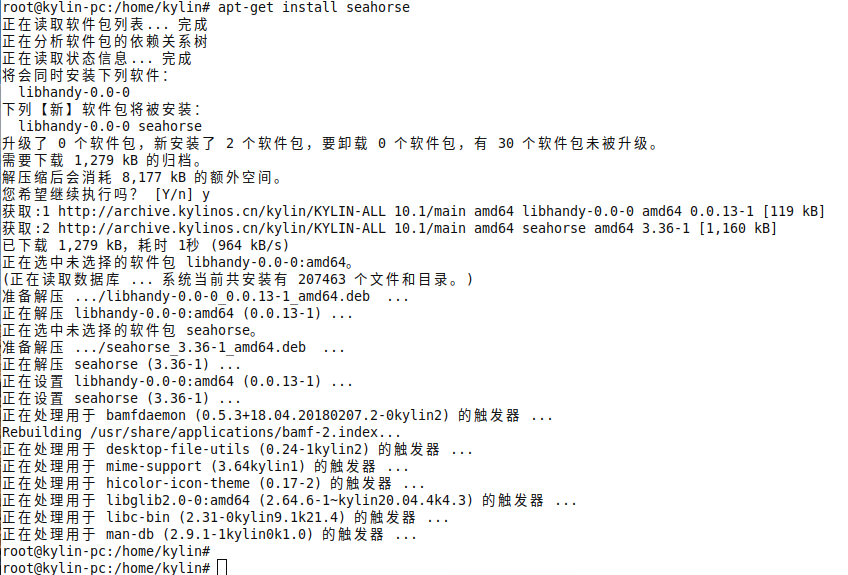 root@kylin-pc:/home/kylin# apt-get install seahorse
正在读取软件包列表... 完成
正在分析软件包的依赖关系树
正在读取状态信息... 完成
将会同时安装下列软件：
  libhandy-0.0-0
下列【新】软件包将被安装：
  libhandy-0.0-0 seahorse
升级了 0 个软件包，新安装了 2 个软件包，要卸载 0 个软件包，有 30 个软件包未被升级。
需要下载 1,279 kB 的归档。
解压缩后会消耗 8,177 kB 的额外空间。
您希望继续执行吗？ [Y/n] y
获取:1 http://archive.kylinos.cn/kylin/KYLIN-ALL 10.1/main amd64 libhandy-0.0-0 amd64 0.0.13-1 [119 kB]
获取:2 http://archive.kylinos.cn/kylin/KYLIN-ALL 10.1/main amd64 seahorse amd64 3.36-1 [1,160 kB]
已下载 1,279 kB，耗时 1秒 (964 kB/s)
正在选中未选择的软件包 libhandy-0.0-0:amd64。
(正在读取数据库 ... 系统当前共安装有 207463 个文件和目录。)
准备解压 .../libhandy-0.0-0_0.0.13-1_amd64.deb  ...
正在解压 libhandy-0.0-0:amd64 (0.0.13-1) ...
正在选中未选择的软件包 seahorse。
准备解压 .../seahorse_3.36-1_amd64.deb  ...
正在解压 seahorse (3.36-1) ...
正在设置 libhandy-0.0-0:amd64 (0.0.13-1) ...
正在设置 seahorse (3.36-1) ...
正在处理用于 bamfdaemon (0.5.3+18.04.20180207.2-0kylin2) 的触发器 ...
Rebuilding /usr/share/applications/bamf-2.index...
正在处理用于 desktop-file-utils (0.24-1kylin2) 的触发器 ...
正在处理用于 mime-support (3.64kylin1) 的触发器 ...
正在处理用于 hicolor-icon-theme (0.17-2) 的触发器 ...
正在处理用于 libglib2.0-0:amd64 (2.64.6-1~kylin20.04.4k4.3) 的触发器 ...
正在处理用于 libc-bin (2.31-0kylin9.1k21.4) 的触发器 ...
正在处理用于 man-db (2.9.1-1kylin0k1.0) 的触发器 ...
root@kylin-pc:/home/kylin#
root@kylin-pc:/home/kylin#